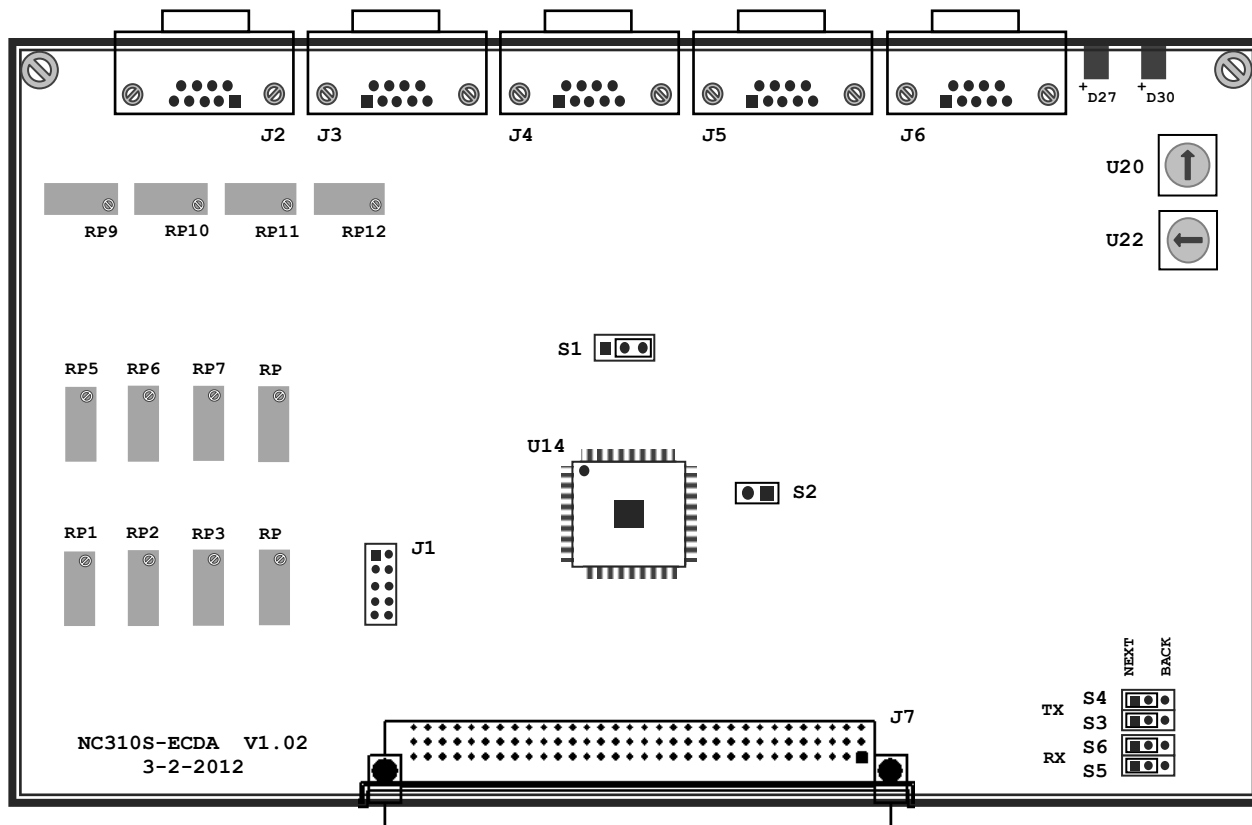 J2 J3 J4 J5 J6
+D27 +D30
U20
RP9 RP10 RP11 RP12
U22
S1
RP5 RP6 RP7 RP
U14
S2
RP1 RP2 RP3 RP
J1
NEXT BACK
TX S4
S3
RX S6
S5
J7
NC310S-ECDA V1.02
3-2-2012